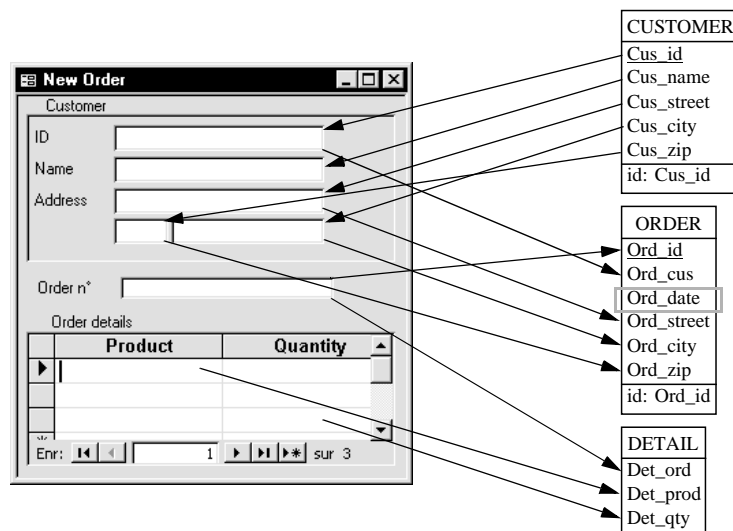 New Order
Customer
ID
Name
Address
Order n°
Order details
Product Quantity
Enr: 1 sur 3
CUSTOMER
Cus_id
Cus_name
Cus_street
Cus_city
Cus_zip
id: Cus_id
ORDER
Ord_id
Ord_cus
Ord_date
Ord_street
Ord_city
Ord_zip
id: Ord_id
DETAIL
Det_ord
Det_prod
Det_qty